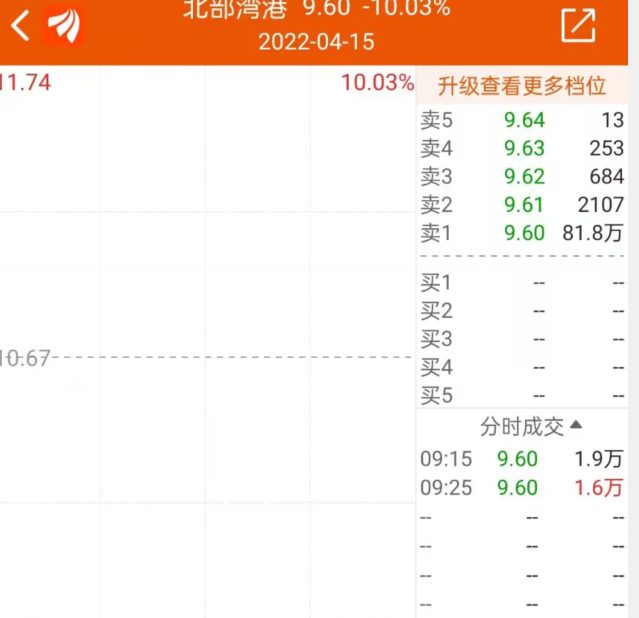 北部湾港 9.60 -10.03%
2022-04-15
11.74
10.03%
10.67
升级查看更多档位
卖5 9.64 13
卖4 9.63 253
卖3 9.62 684
卖2 9.61 2107
卖1 9.60 81.8万
买1 -- --
买2 -- --
买3 -- --
买4 -- --
买5 -- --
分时成交
09:15 9.60 1.9万
09:25 9.60 1.6万
-- -- --
-- -- --
-- -- --
-- -- --